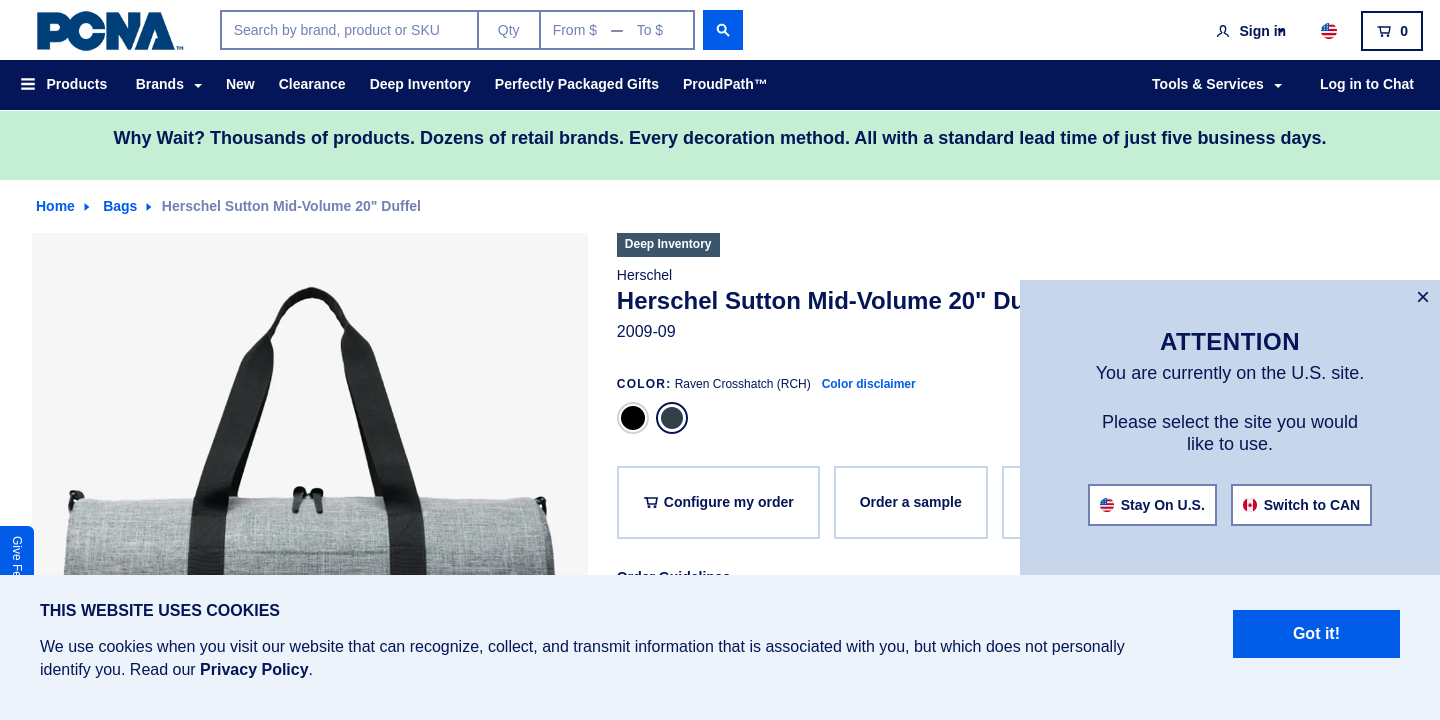 PCNA™
Search by brand, product or SKU Qty From $ — To $
Sign in 0
Products Brands New Clearance Deep Inventory Perfectly Packaged Gifts ProudPath™ Tools & Services Log in to Chat
Why Wait? Thousands of products. Dozens of retail brands. Every decoration method. All with a standard lead time of just five business days.
Home Bags Herschel Sutton Mid-Volume 20" Duffel
Deep Inventory
Herschel
Herschel Sutton Mid-Volume 20" Du
2009-09
COLOR: Raven Crosshatch (RCH) Color disclaimer
Configure my order Order a sample
Order Guidelines
×
ATTENTION
You are currently on the U.S. site.
Please select the site you would
like to use.
Stay On U.S. Switch to CAN
Give Fe
THIS WEBSITE USES COOKIES
We use cookies when you visit our website that can recognize, collect, and transmit information that is associated with you, but which does not personally
identify you. Read our Privacy Policy.
Got it!